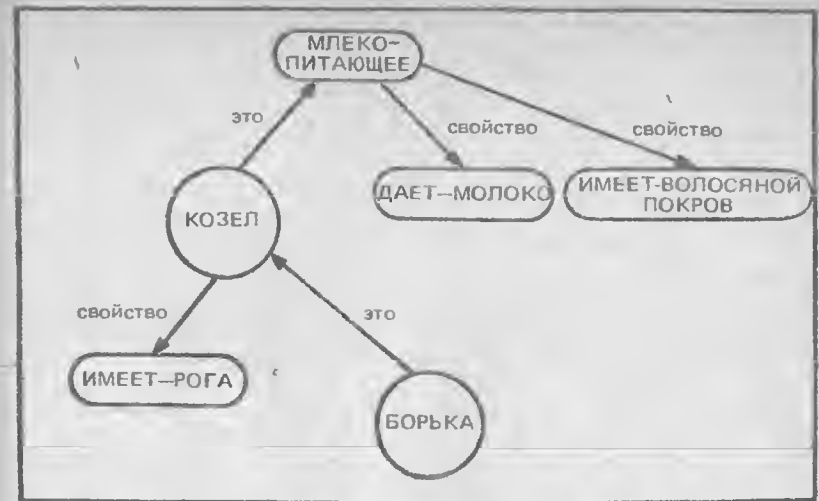 МЛЕКО-
ПИТАЮЩЕЕ
это
свойство
свойство
КОЗЕЛ
ДАЕТ—МОЛОКО
ИМЕЕТ-ВОЛОСЯНОЙ
ПОКРОВ
свойство
это
ИМЕЕТ—РОГА
БОРЬКА